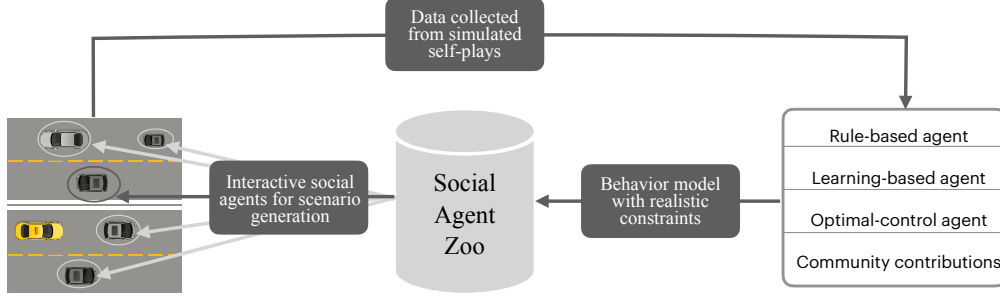 Data collected
from simulated
self-plays
Interactive social
agents for scenario
generation
Social
Agent
Zoo
Behavior model
with realistic
constraints
Rule-based agent
Learning-based agent
Optimal-control agent
Community contributions